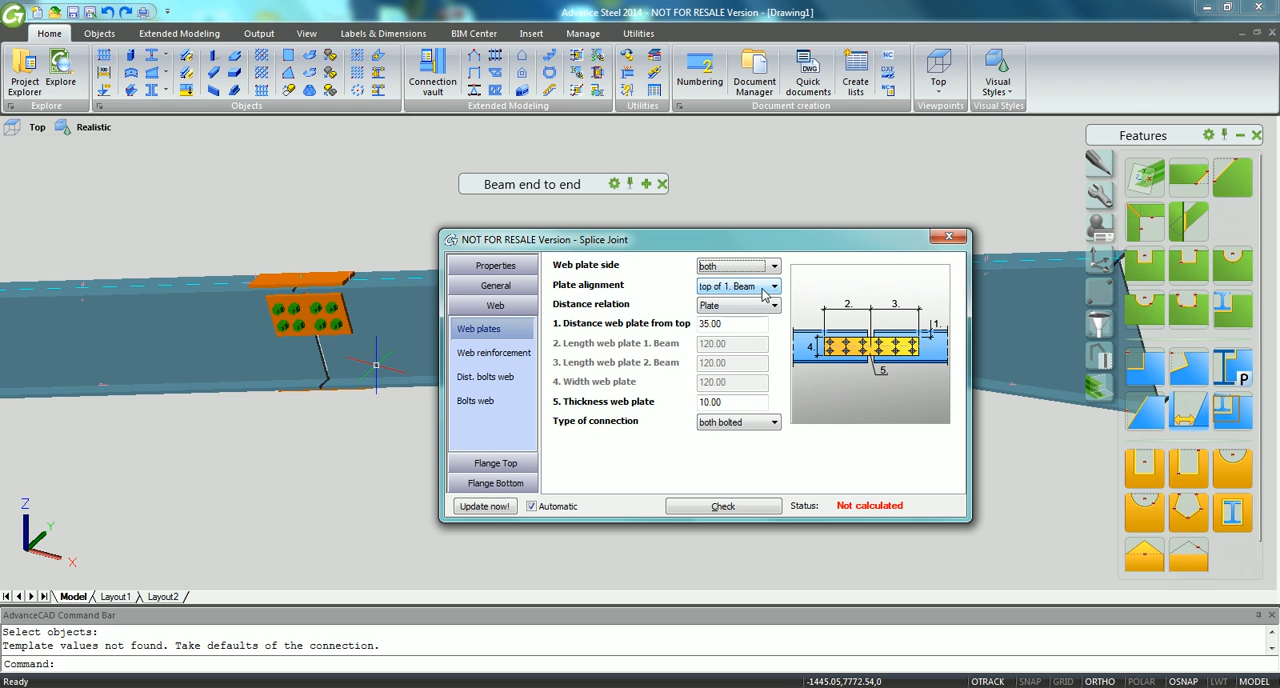 Advance Steel 2014 - NOT FOR RESALE Version - [Drawing1]
Home Objects Extended Modeling Output View Labels & Dimensions BIM Center Insert Manage Utilities
Project Explorer
Explore
Connection vault
Numbering
Document Manager
Quick documents
Create lists
NC
DXF
Top
Visual Styles
Explore Objects Extended Modeling Utilities Document creation Viewpoints Visual Styles
Top Realistic
Features
Beam end to end
NOT FOR RESALE Version - Splice Joint
Properties
General
Web
Web plates
Web reinforcement
Dist. bolts web
Bolts web
Flange Top
Flange Bottom
Web plate side both
Plate alignment top of 1. Beam
Distance relation Plate
1. Distance web plate from top 35.00
2. Length web plate 1. Beam 120.00
3. Length web plate 2. Beam 120.00
4. Width web plate 120.00
5. Thickness web plate 10.00
Type of connection both bolted
2. 3.
1.
4.
5.
Update now! Automatic Check Status: Not calculated
P
Z
Y
X
Model Layout1 Layout2
AdvanceCAD Command Bar
Select objects:
Template values not found. Take defaults of the connection.
Command:
Ready -1445.05,7772.54,0 OTRACK SNAP GRID ORTHO POLAR OSNAP LWT MODEL